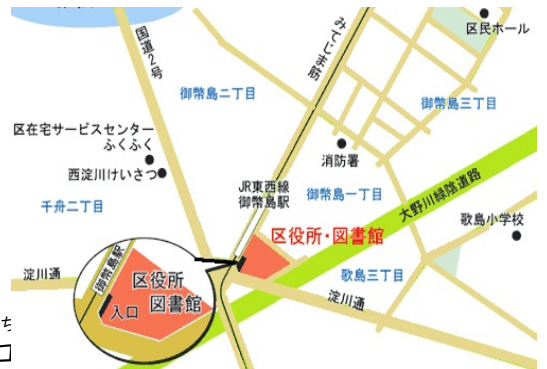 国道2号
みてじま筋
区民ホール
御幣島二丁目
御幣島三丁目
区在宅サービスセンター
ふくふく
西淀川けいさつ
消防署
JR東西線
御幣島駅
御幣島一丁目
大野川緑陰道路
千舟二丁目
歌島小学校
区役所・図書館
歌島三丁目
淀川通
淀川通
御幣島駅
区役所
図書館
入口